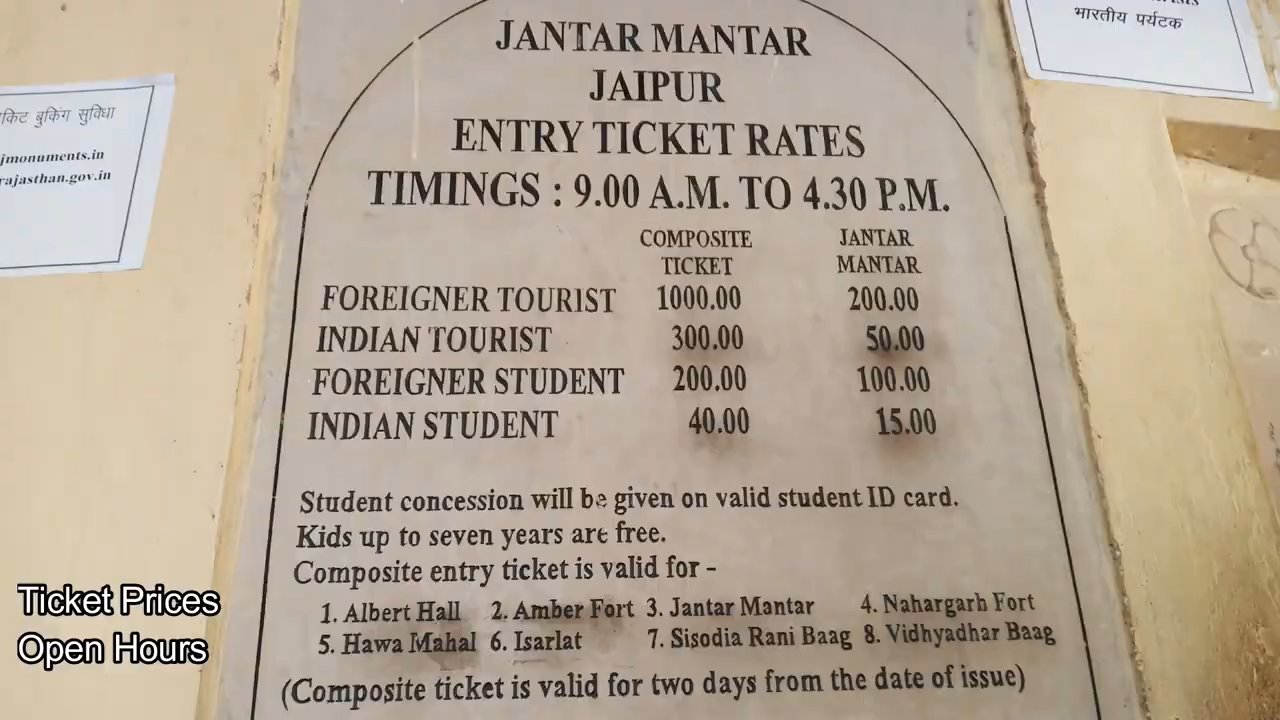 भारतीय पर्यटक
बुकिंग सुविधा
jmonuments.in
rajasthan.gov.in
JANTAR MANTAR
JAIPUR
ENTRY TICKET RATES
TIMINGS : 9.00 A.M. TO 4.30 P.M.
COMPOSITE TICKET JANTAR MANTAR
FOREIGNER TOURIST 1000.00 200.00
INDIAN TOURIST 300.00 50.00
FOREIGNER STUDENT 200.00 100.00
INDIAN STUDENT 40.00 15.00
Student concession will be given on valid student ID card.
Kids up to seven years are free.
Composite entry ticket is valid for -
1. Albert Hall 2. Amber Fort 3. Jantar Mantar 4. Nahargarh Fort
5. Hawa Mahal 6. Isarlat 7. Sisodia Rani Baag 8. Vidhyadhar Baag
(Composite ticket is valid for two days from the date of issue)
Ticket Prices
Open Hours